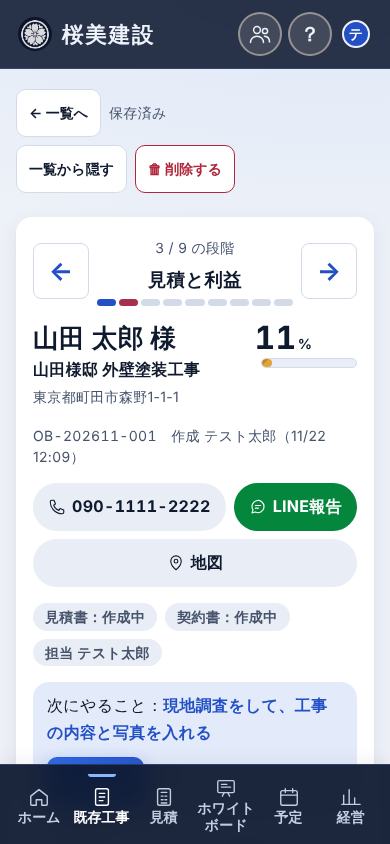 桜美建設
?
テ
← 一覧へ
保存済み
一覧から隠す
削除する
3 / 9 の段階
← 見積と利益 →
山田 太郎 様
11%
山田様邸 外壁塗装工事
東京都町田市森野1-1-1
OB-202611-001 作成 テスト太郎（11/22
12:09）
090-1111-2222
LINE報告
地図
見積書：作成中
契約書：作成中
担当 テスト太郎
次にやること：現地調査をして、工事
の内容と写真を入れる
ホーム
既存工事
見積
ホワイト
ボード
予定
経営